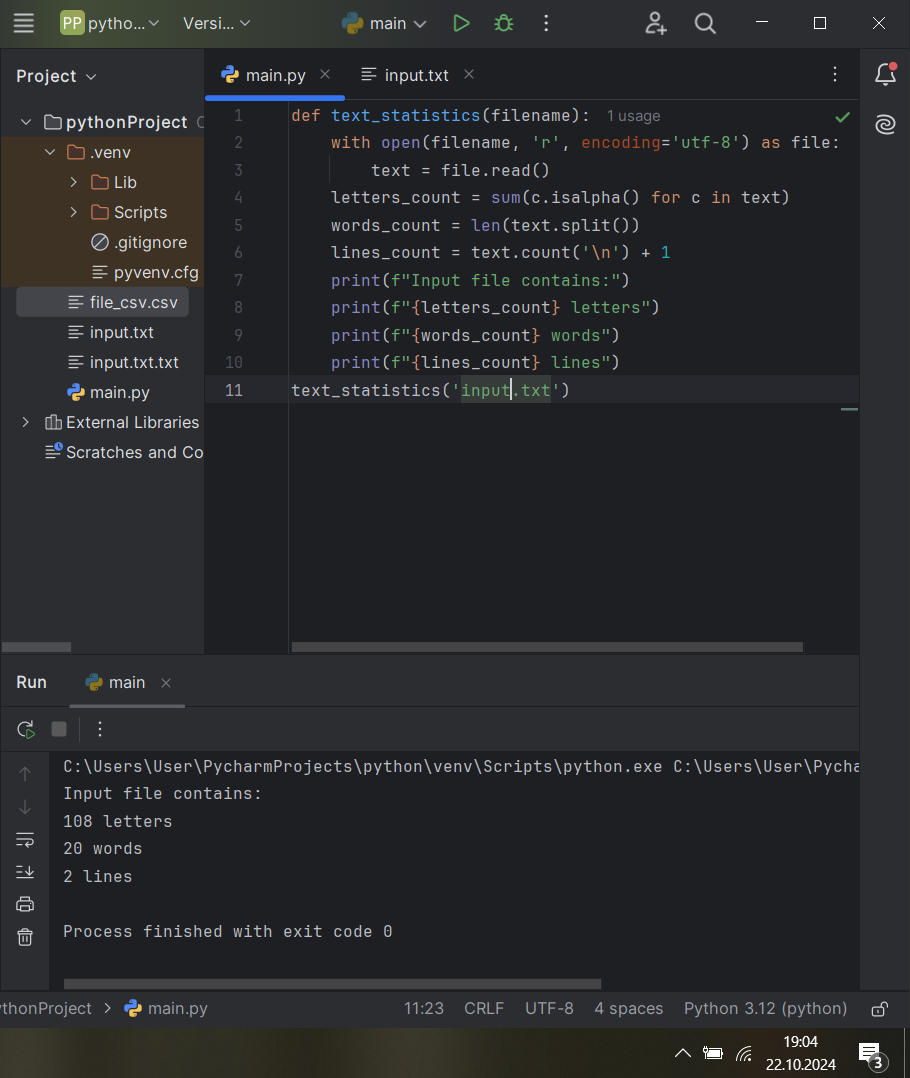 PP pytho... Versi... main
Project
main.py
input.txt
pythonProject
.venv
Lib
Scripts
.gitignore
pyvenv.cfg
file_csv.csv
input.txt
input.txt.txt
main.py
External Libraries
Scratches and Co
1 def text_statistics(filename): 1 usage
2 with open(filename, 'r', encoding='utf-8') as file:
3 text = file.read()
4 letters_count = sum(c.isalpha() for c in text)
5 words_count = len(text.split())
6 lines_count = text.count('\n') + 1
7 print(f"Input file contains:")
8 print(f"{letters_count} letters")
9 print(f"{words_count} words")
10 print(f"{lines_count} lines")
11 text_statistics('input.txt')
Run main
C:\Users\User\PycharmProjects\python\venv\Scripts\python.exe C:\Users\User\Pycha
Input file contains:
108 letters
20 words
2 lines
Process finished with exit code 0
thonProject > main.py 11:23 CRLF UTF-8 4 spaces Python 3.12 (python)
19:04
22.10.2024
3